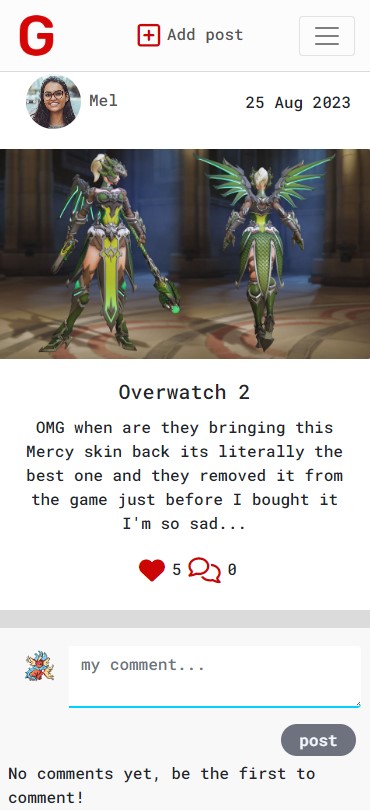 G
Add post
Mel
25 Aug 2023
Overwatch 2
OMG when are they bringing this
Mercy skin back its literally the
best one and they removed it from
the game just before I bought it
I'm so sad...
5 0
my comment...
post
No comments yet, be the first to
comment!